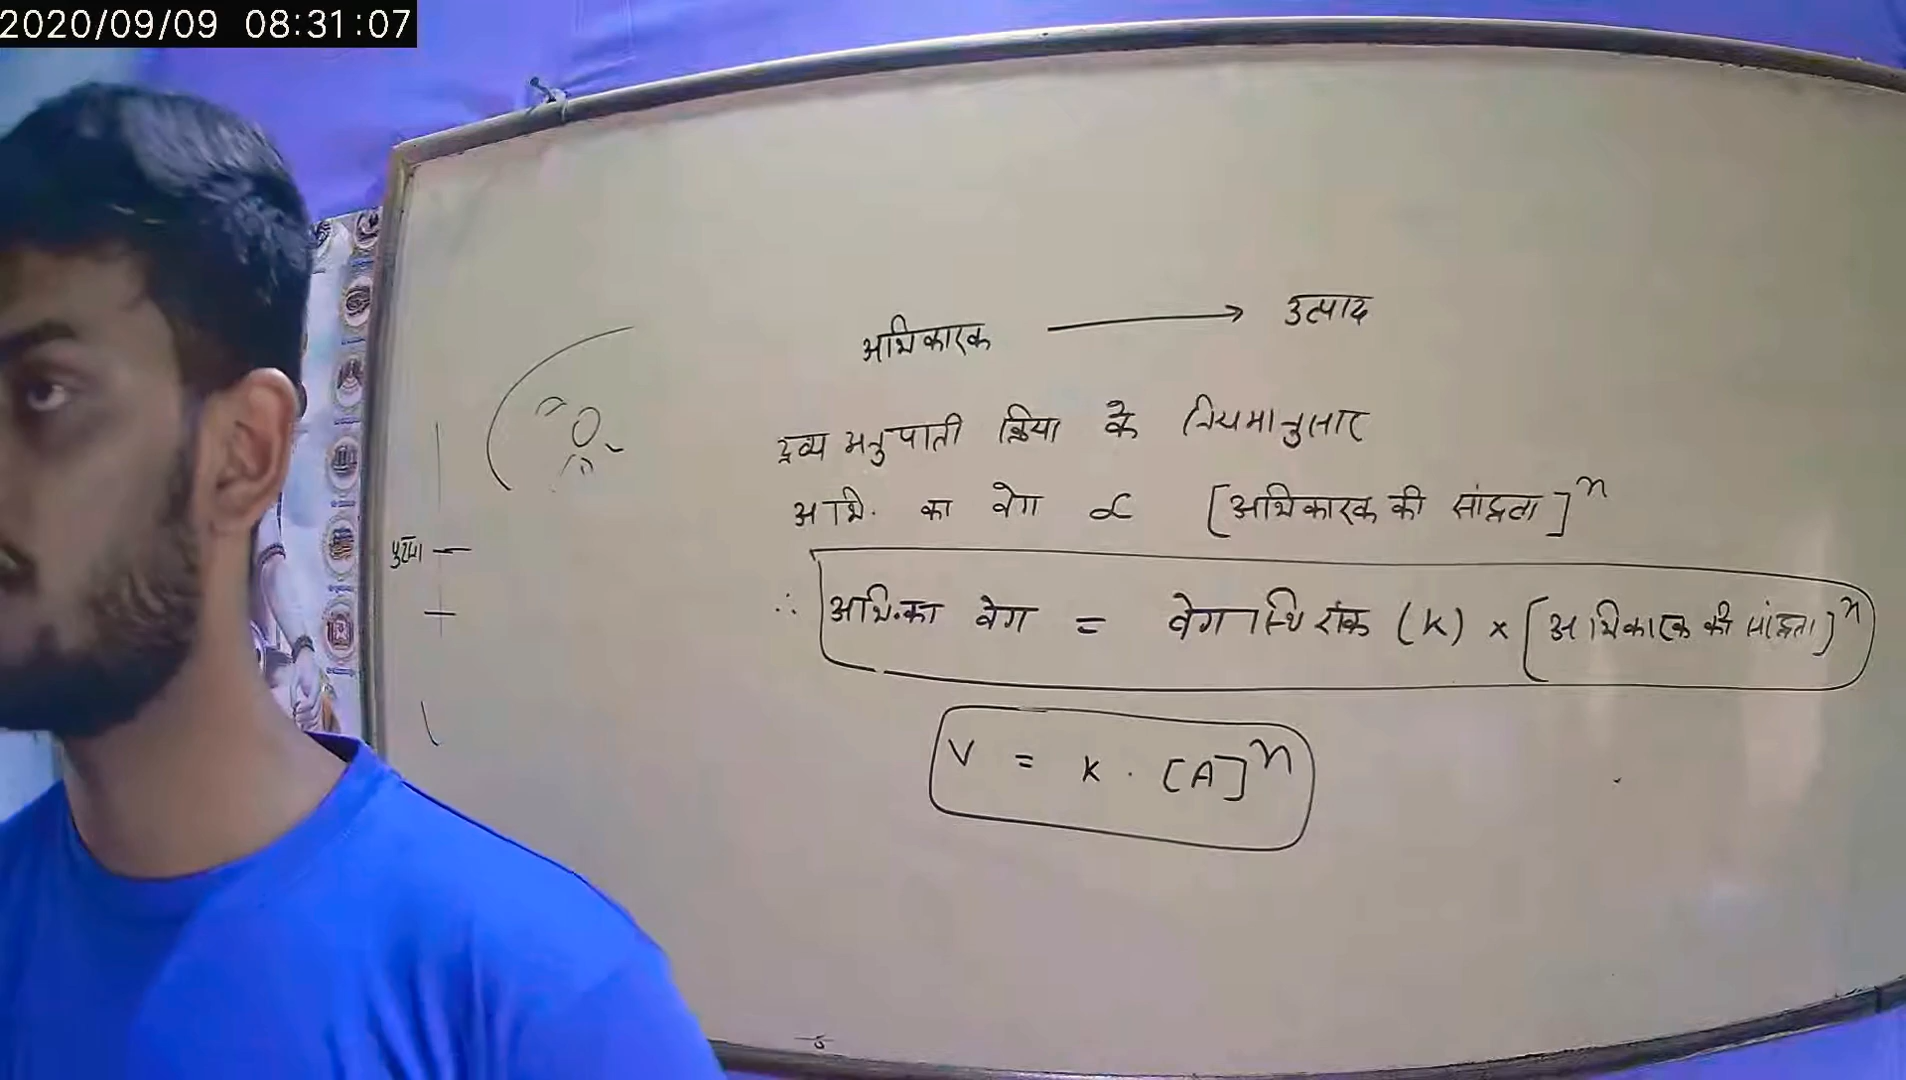 2020/09/09 08:31:07
अभिकारक ⟶ उत्पाद
द्रव्य अनुपाती क्रिया के नियमानुसार
अभि. का वेग ∝ [अभिकारक की सांद्रता]ⁿ
∴ अभि. का वेग = वेग स्थिरांक (K) × [अभिकारक की सांद्रता]ⁿ
V = K . [A]ⁿ